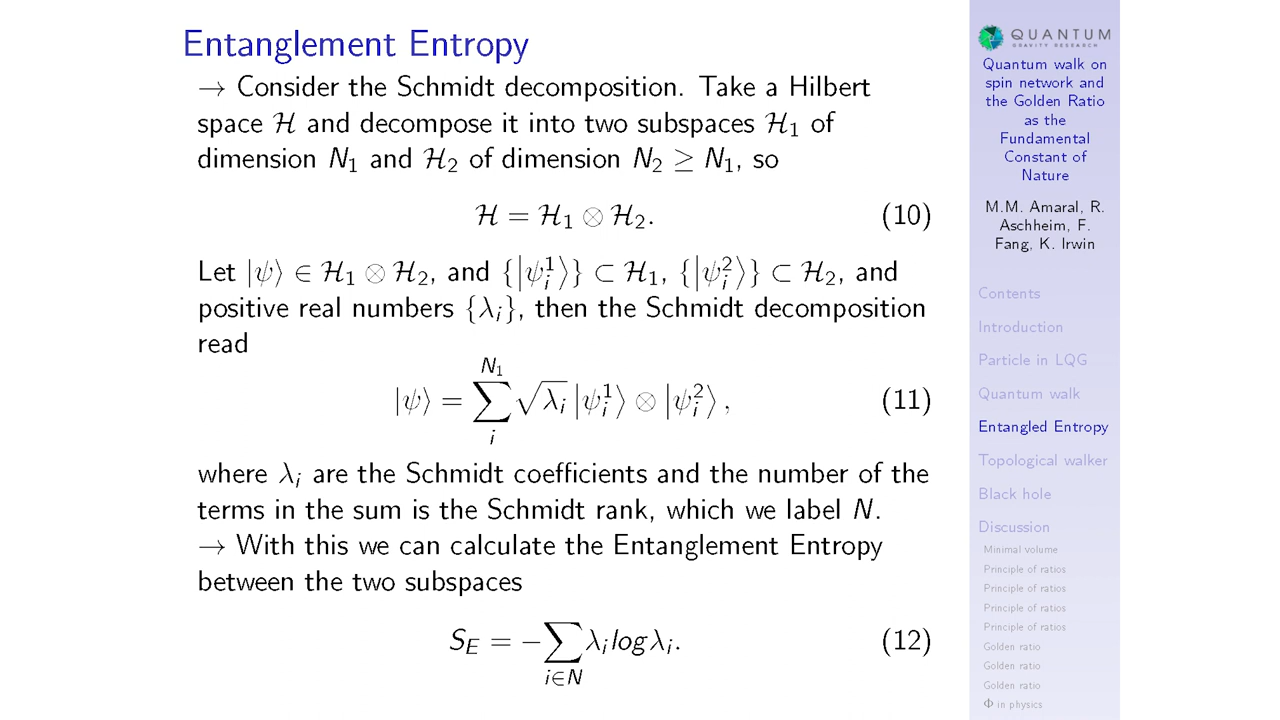 Entanglement Entropy
→ Consider the Schmidt decomposition. Take a Hilbert
space ℋ and decompose it into two subspaces ℋ₁ of
dimension N₁ and ℋ₂ of dimension N₂ ≥ N₁, so
ℋ = ℋ₁ ⊗ ℋ₂. (10)
Let |ψ⟩ ∈ ℋ₁ ⊗ ℋ₂, and {|ψᵢ¹⟩} ⊂ ℋ₁, {|ψᵢ²⟩} ⊂ ℋ₂, and
positive real numbers {λᵢ}, then the Schmidt decomposition
read
|ψ⟩ = ∑ᵢᴺ¹ √λᵢ |ψᵢ¹⟩ ⊗ |ψᵢ²⟩ , (11)
where λᵢ are the Schmidt coefficients and the number of the
terms in the sum is the Schmidt rank, which we label N.
→ With this we can calculate the Entanglement Entropy
between the two subspaces
S_E = − ∑_{i∈N} λᵢ log λᵢ. (12)
QUANTUM
GRAVITY RESEARCH
Quantum walk on
spin network and
the Golden Ratio
as the
Fundamental
Constant of
Nature
M.M. Amaral, R.
Aschheim, F.
Fang, K. Irwin
Contents
Introduction
Particle in LQG
Quantum walk
Entangled Entropy
Topological walker
Black hole
Discussion
Minimal volume
Principle of ratios
Principle of ratios
Principle of ratios
Principle of ratios
Golden ratio
Golden ratio
Golden ratio
Φ in physics